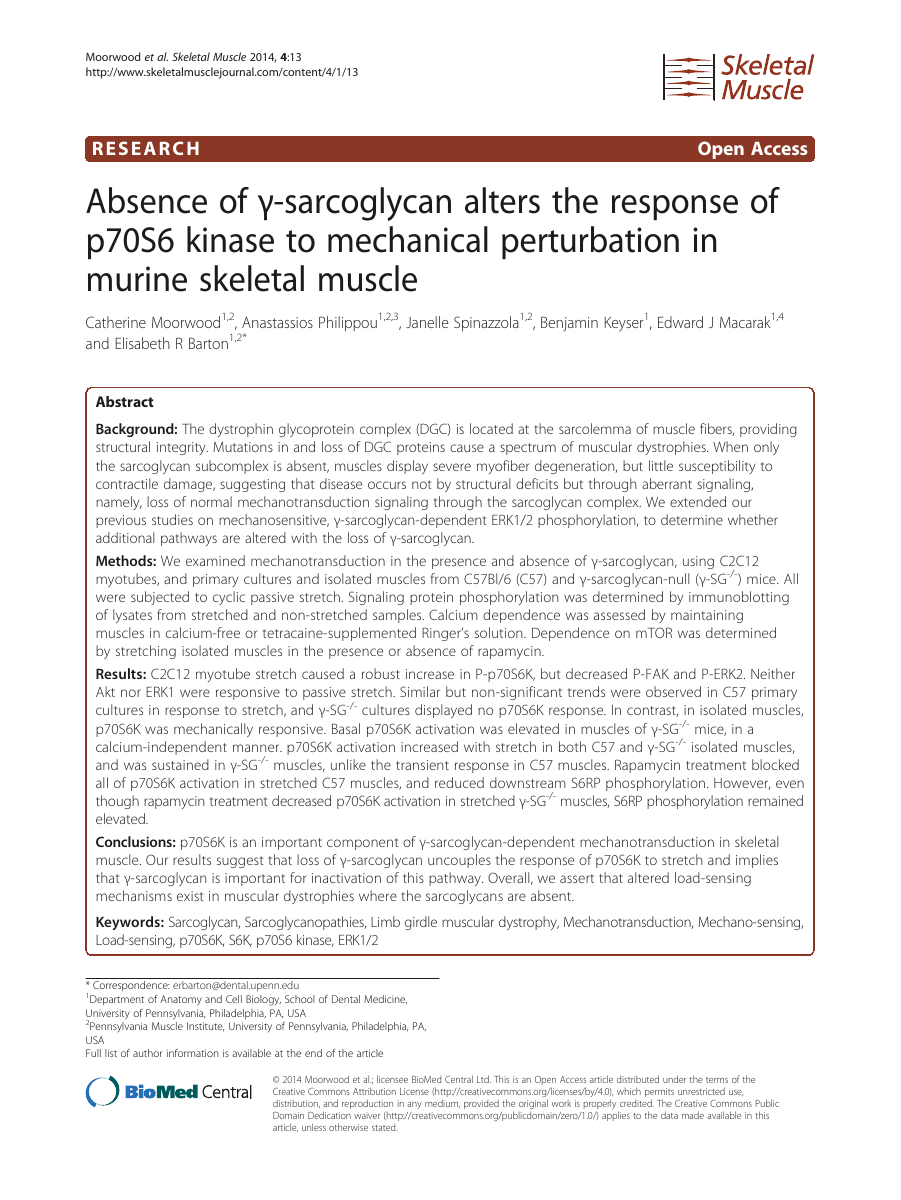 Moorwood et al. Skeletal Muscle 2014, 4:13
http://www.skeletalmusclejournal.com/content/4/1/13
Skeletal
Muscle
RESEARCH
Open Access
Absence of γ-sarcoglycan alters the response of
p70S6 kinase to mechanical perturbation in
murine skeletal muscle
Catherine Moorwood1,2, Anastassios Philippou1,2,3, Janelle Spinazzola1,2, Benjamin Keyser1, Edward J Macarak1,4
and Elisabeth R Barton1,2*
Abstract
Background: The dystrophin glycoprotein complex (DGC) is located at the sarcolemma of muscle fibers, providing
structural integrity. Mutations in and loss of DGC proteins cause a spectrum of muscular dystrophies. When only
the sarcoglycan subcomplex is absent, muscles display severe myofiber degeneration, but little susceptibility to
contractile damage, suggesting that disease occurs not by structural deficits but through aberrant signaling,
namely, loss of normal mechanotransduction signaling through the sarcoglycan complex. We extended our
previous studies on mechanosensitive, γ-sarcoglycan-dependent ERK1/2 phosphorylation, to determine whether
additional pathways are altered with the loss of γ-sarcoglycan.
Methods: We examined mechanotransduction in the presence and absence of γ-sarcoglycan, using C2C12
myotubes, and primary cultures and isolated muscles from C57Bl/6 (C57) and γ-sarcoglycan-null (γ-SG-/-) mice. All
were subjected to cyclic passive stretch. Signaling protein phosphorylation was determined by immunoblotting
of lysates from stretched and non-stretched samples. Calcium dependence was assessed by maintaining
muscles in calcium-free or tetracaine-supplemented Ringer's solution. Dependence on mTOR was determined
by stretching isolated muscles in the presence or absence of rapamycin.
Results: C2C12 myotube stretch caused a robust increase in P-p70S6K, but decreased P-FAK and P-ERK2. Neither
Akt nor ERK1 were responsive to passive stretch. Similar but non-significant trends were observed in C57 primary
cultures in response to stretch, and γ-SG-/- cultures displayed no p70S6K response. In contrast, in isolated muscles,
p70S6K was mechanically responsive. Basal p70S6K activation was elevated in muscles of γ-SG-/- mice, in a
calcium-independent manner. p70S6K activation increased with stretch in both C57 and γ-SG-/- isolated muscles,
and was sustained in γ-SG-/- muscles, unlike the transient response in C57 muscles. Rapamycin treatment blocked
all of p70S6K activation in stretched C57 muscles, and reduced downstream S6RP phosphorylation. However, even
though rapamycin treatment decreased p70S6K activation in stretched γ-SG-/- muscles, S6RP phosphorylation remained
elevated.
Conclusions: p70S6K is an important component of γ-sarcoglycan-dependent mechanotransduction in skeletal
muscle. Our results suggest that loss of γ-sarcoglycan uncouples the response of p70S6K to stretch and implies
that γ-sarcoglycan is important for inactivation of this pathway. Overall, we assert that altered load-sensing
mechanisms exist in muscular dystrophies where the sarcoglycans are absent.
Keywords: Sarcoglycan, Sarcoglycanopathies, Limb girdle muscular dystrophy, Mechanotransduction, Mechano-sensing,
Load-sensing, p70S6K, S6K, p70S6 kinase, ERK1/2
* Correspondence: erbarton@dental.upenn.edu
1Department of Anatomy and Cell Biology, School of Dental Medicine,
University of Pennsylvania, Philadelphia, PA, USA
2Pennsylvania Muscle Institute, University of Pennsylvania, Philadelphia, PA,
USA
Full list of author information is available at the end of the article
BioMed Central
© 2014 Moorwood et al.; licensee BioMed Central Ltd. This is an Open Access article distributed under the terms of the
Creative Commons Attribution License (http://creativecommons.org/licenses/by/4.0), which permits unrestricted use,
distribution, and reproduction in any medium, provided the original work is properly credited. The Creative Commons Public
Domain Dedication waiver (http://creativecommons.org/publicdomain/zero/1.0/) applies to the data made available in this
article, unless otherwise stated.